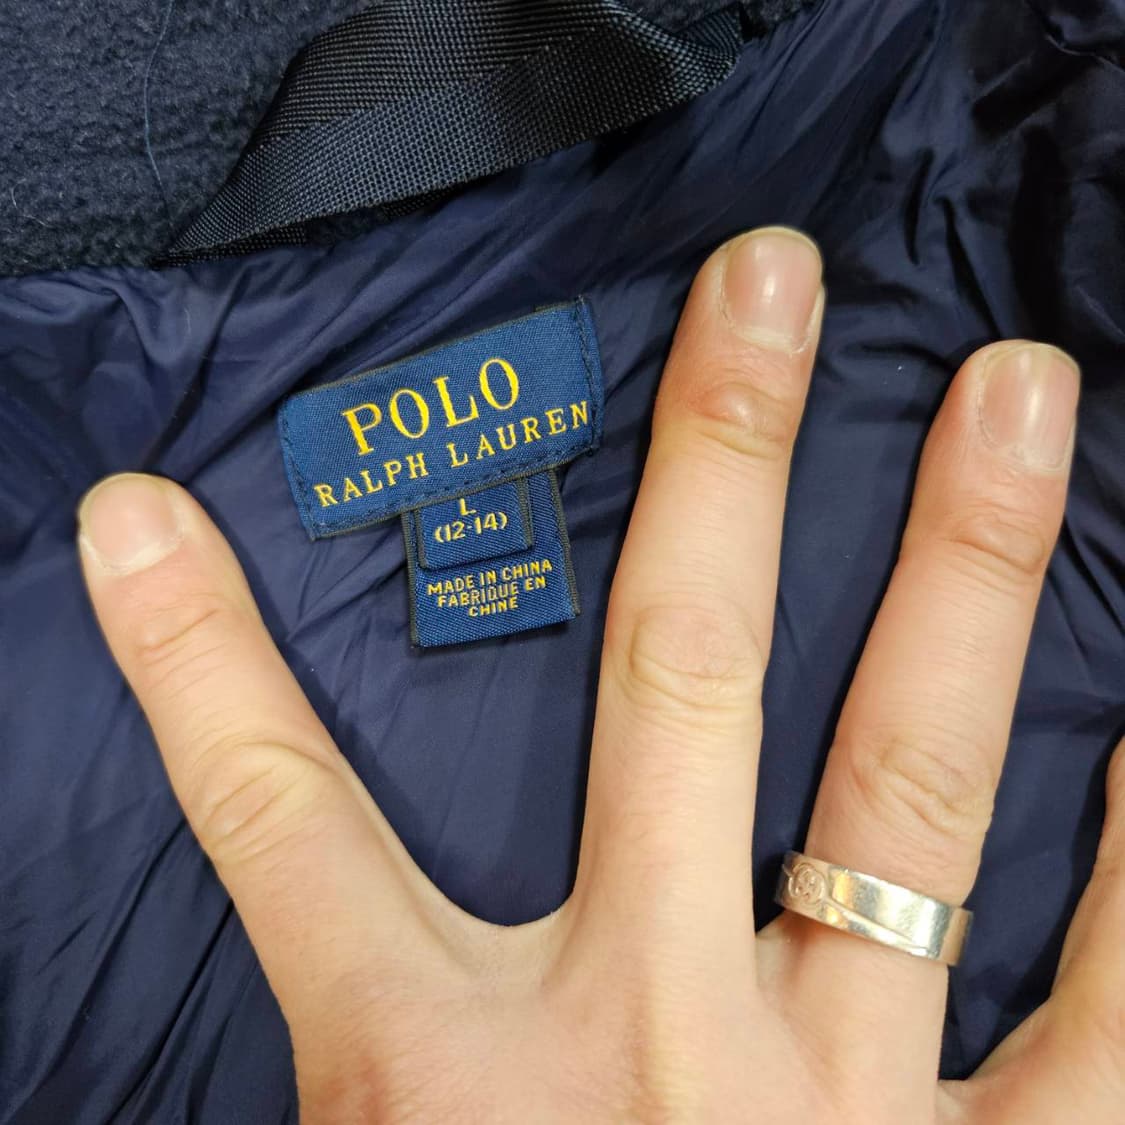 POLO
RALPH LAUREN
L
(12-14)
MADE IN CHINA
FABRIQUE EN
CHINE